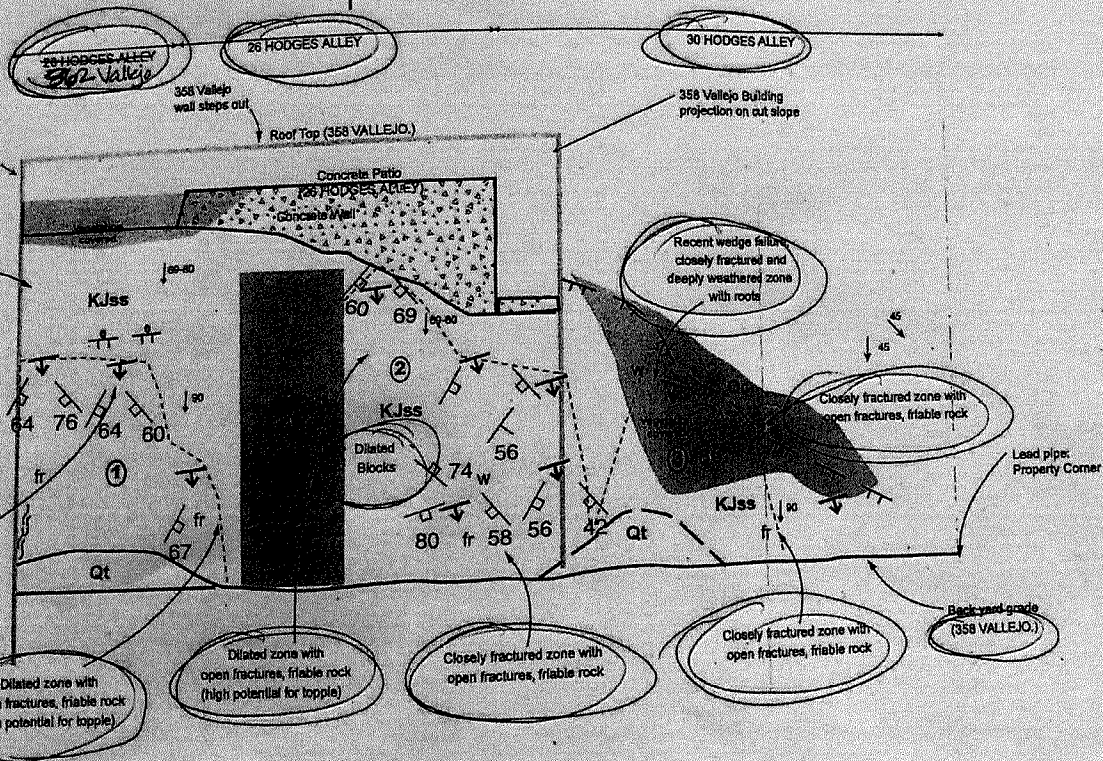 26 HODGES ALLEY
362 Vallejo
26 HODGES ALLEY
30 HODGES ALLEY
358 Vallejo
wall steps out
358 Vallejo Building
projection on cut slope
Roof Top (358 VALLEJO.)
Concrete Patio
(26 HODGES ALLEY)
Concrete Wall
covered
69-80
KJss
60
69
69-80
Recent wedge failure,
closely fractured and
deeply weathered zone
with roots
w
45
45
2
KJss
90
64
76
64
60
fr
1
fr
67
Qt
Dilated
Blocks
74
w
56
80
fr
58
56
42
Qt
KJss
90
fr
Closely fractured zone with
open fractures, friable rock
Lead pipe:
Property Corner
Back yard grade
(358 VALLEJO.)
Dilated zone with
fractures, friable rock
potential for topple)
Dilated zone with
open fractures, friable rock
(high potential for topple)
Closely fractured zone with
open fractures, friable rock
Closely fractured zone with
open fractures, friable rock